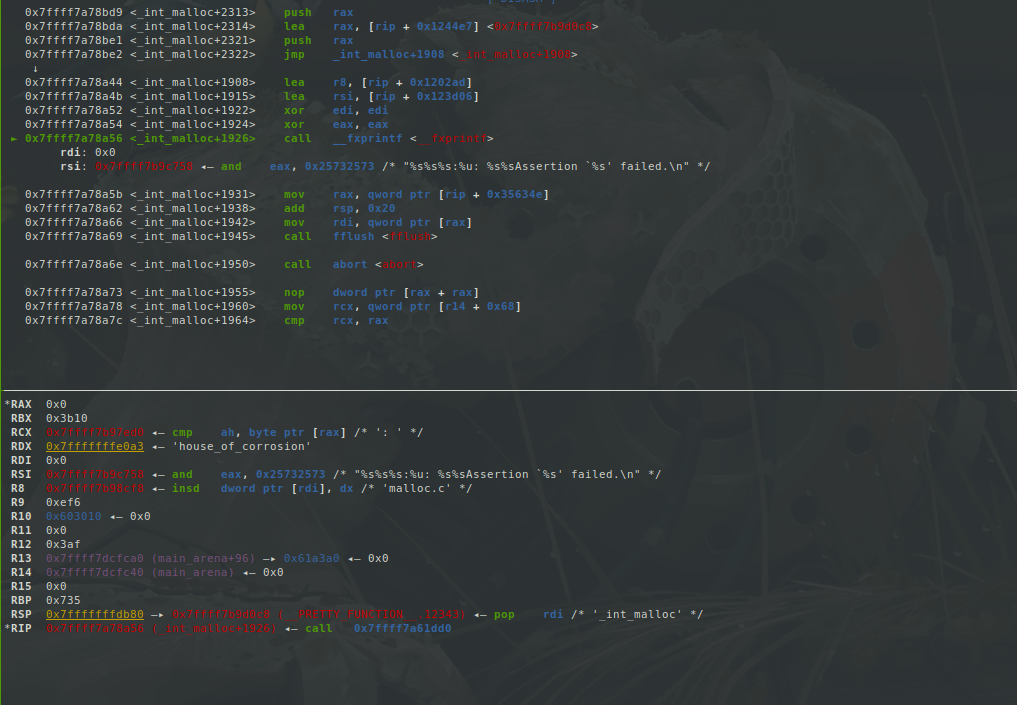 0x7ffff7a78bd9 <_int_malloc+2313> push rax
0x7ffff7a78bda <_int_malloc+2314> lea rax, [rip + 0x1244e7] <0x7ffff7b9d0c8>
0x7ffff7a78be1 <_int_malloc+2321> push rax
0x7ffff7a78be2 <_int_malloc+2322> jmp _int_malloc+1908 <_int_malloc+1908>
↓
0x7ffff7a78a44 <_int_malloc+1908> lea r8, [rip + 0x1202ad]
0x7ffff7a78a4b <_int_malloc+1915> lea rsi, [rip + 0x123d06]
0x7ffff7a78a52 <_int_malloc+1922> xor edi, edi
0x7ffff7a78a54 <_int_malloc+1924> xor eax, eax
► 0x7ffff7a78a56 <_int_malloc+1926> call __fxprintf <__fxprintf>
rdi: 0x0
rsi: 0x7ffff7b9c758 ◂— and eax, 0x25732573 /* "%s%s%s:%u: %s%sAssertion `%s' failed.\n" */
0x7ffff7a78a5b <_int_malloc+1931> mov rax, qword ptr [rip + 0x35634e]
0x7ffff7a78a62 <_int_malloc+1938> add rsp, 0x20
0x7ffff7a78a66 <_int_malloc+1942> mov rdi, qword ptr [rax]
0x7ffff7a78a69 <_int_malloc+1945> call fflush <fflush>
0x7ffff7a78a6e <_int_malloc+1950> call abort <abort>
0x7ffff7a78a73 <_int_malloc+1955> nop dword ptr [rax + rax]
0x7ffff7a78a78 <_int_malloc+1960> mov rcx, qword ptr [r14 + 0x68]
0x7ffff7a78a7c <_int_malloc+1964> cmp rcx, rax
*RAX 0x0
RBX 0x3b10
RCX 0x7ffff7b97ed0 ◂— cmp ah, byte ptr [rax] /* ': ' */
RDX 0x7fffffffe0a3 ◂— 'house_of_corrosion'
RDI 0x0
RSI 0x7ffff7b9c758 ◂— and eax, 0x25732573 /* "%s%s%s:%u: %s%sAssertion `%s' failed.\n" */
R8 0x7ffff7b98cf8 ◂— insd dword ptr [rdi], dx /* 'malloc.c' */
R9 0xef6
R10 0x603010 ◂— 0x0
R11 0x0
R12 0x3af
R13 0x7ffff7dcfca0 (main_arena+96) —▸ 0x61a3a0 ◂— 0x0
R14 0x7ffff7dcfc40 (main_arena) ◂— 0x0
R15 0x0
RBP 0x735
RSP 0x7fffffffdb80 —▸ 0x7ffff7b9d0c8 (__PRETTY_FUNCTION__.12343) ◂— pop rdi /* '_int_malloc' */
*RIP 0x7ffff7a78a56 (_int_malloc+1926) ◂— call 0x7ffff7a61dd0